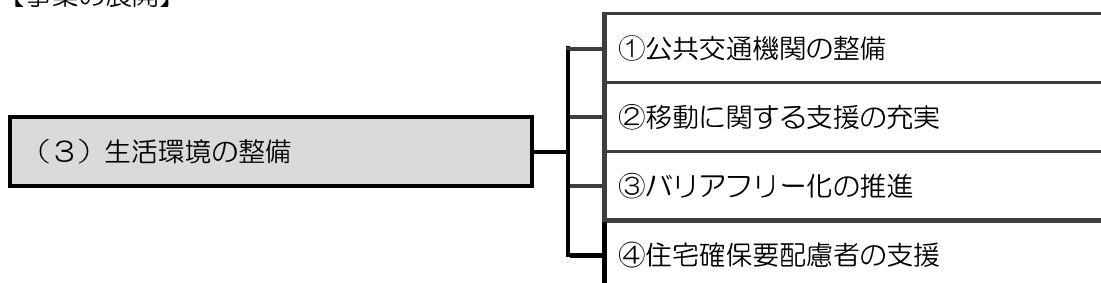 【事業の展開】
（３）生活環境の整備
①公共交通機関の整備
②移動に関する支援の充実
③バリアフリー化の推進
④住宅確保要配慮者の支援